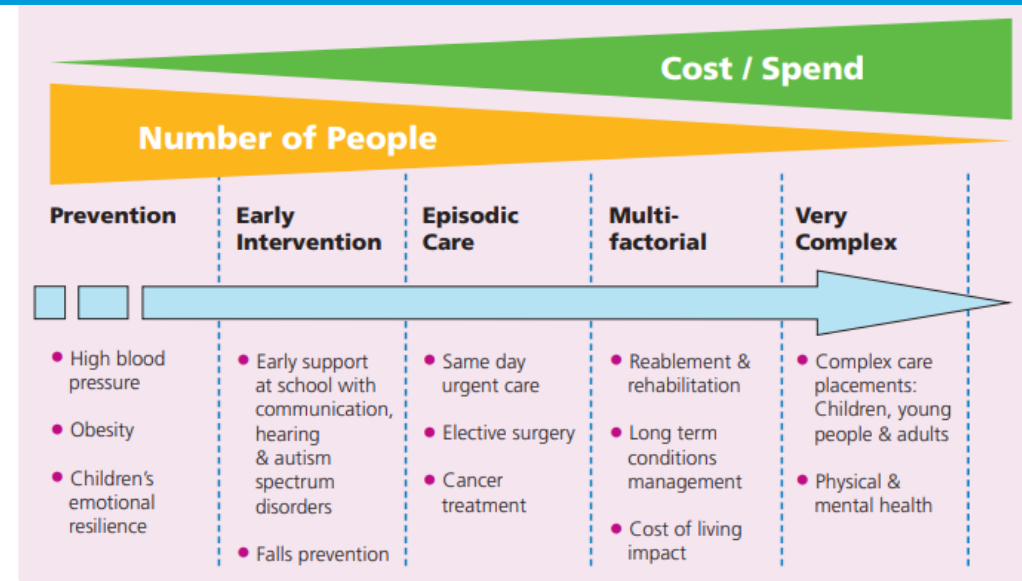 Cost / Spend
Number of People
Prevention
Early
Intervention
Episodic
Care
Multi-
factorial
Very
Complex
• High blood
pressure
• Obesity
• Children's
emotional
resilience
• Early support
at school with
communication,
hearing
& autism
spectrum
disorders
• Falls prevention
• Same day
urgent care
• Elective surgery
• Cancer
treatment
• Reablement &
rehabilitation
• Long term
conditions
management
• Cost of living
impact
• Complex care
placements:
Children, young
people & adults
• Physical &
mental health